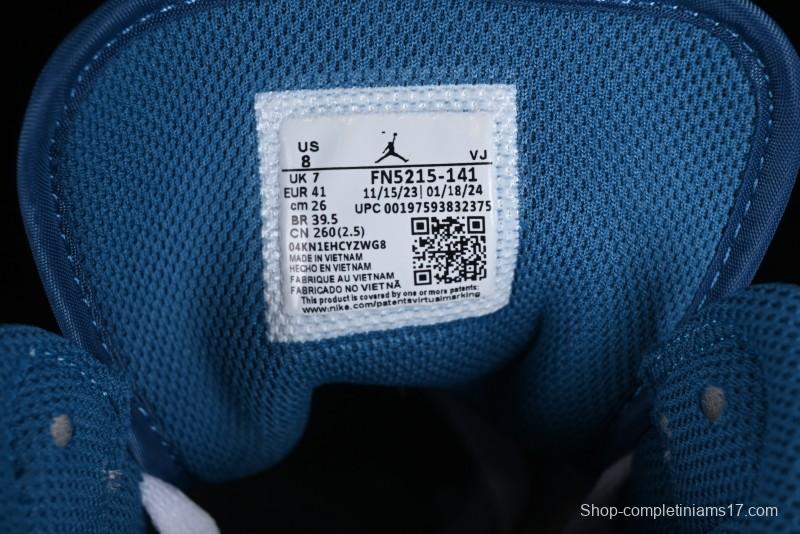 US
8
VJ
UK 7
FN5215-141
EUR 41
11/15/23| 01/18/24
cm 26
UPC 00197593832375
BR 39.5
CN 260(2.5)
04KN1EHCYZWG8
MADE IN VIETNAM
HECHO EN VIETNAM
FABRIQUE AU VIETNAM
FABRICADO NO VIETNÃ
This product is covered by one or more patents:
www.nike.com/patentsvirtualmarking
Shop-completiniams17.com